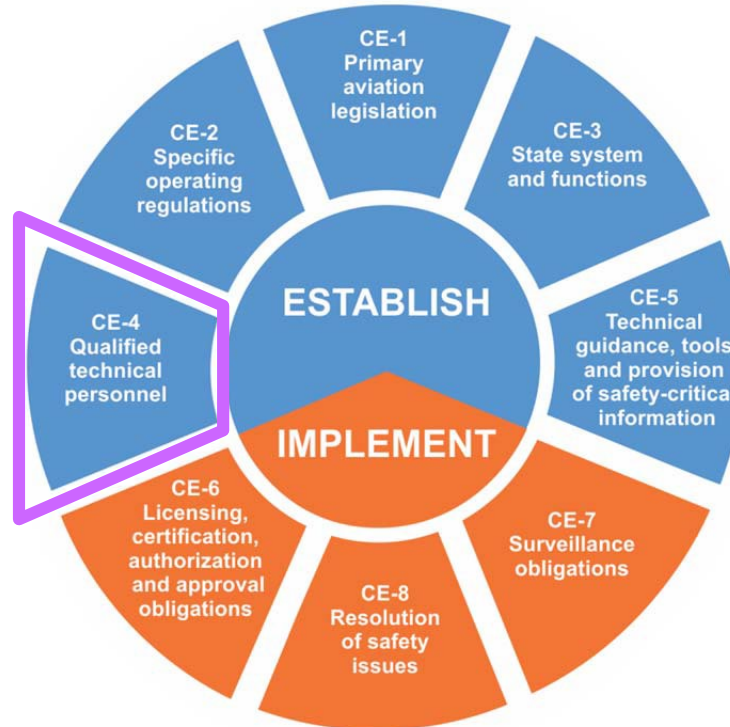 CE-1
Primary
aviation
legislation
CE-2
Specific
operating
regulations
CE-3
State system
and functions
CE-4
Qualified
technical
personnel
ESTABLISH
CE-5
Technical
guidance, tools
and provision
of safety-critica
information
IMPLEMENT
CE-6
Licensing,
certification,
authorization
and approval
obligations
CE-7
Surveillance
obligations
CE-8
Resolution
of safety
issues